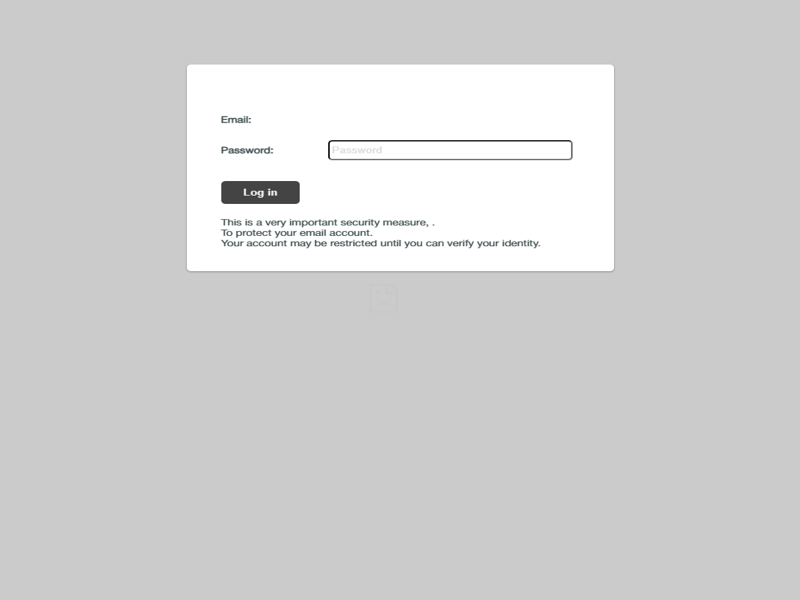 Email:
Password: Password
Log in
This is a very important security measure, .
To protect your email account.
Your account may be restricted until you can verify your identity.